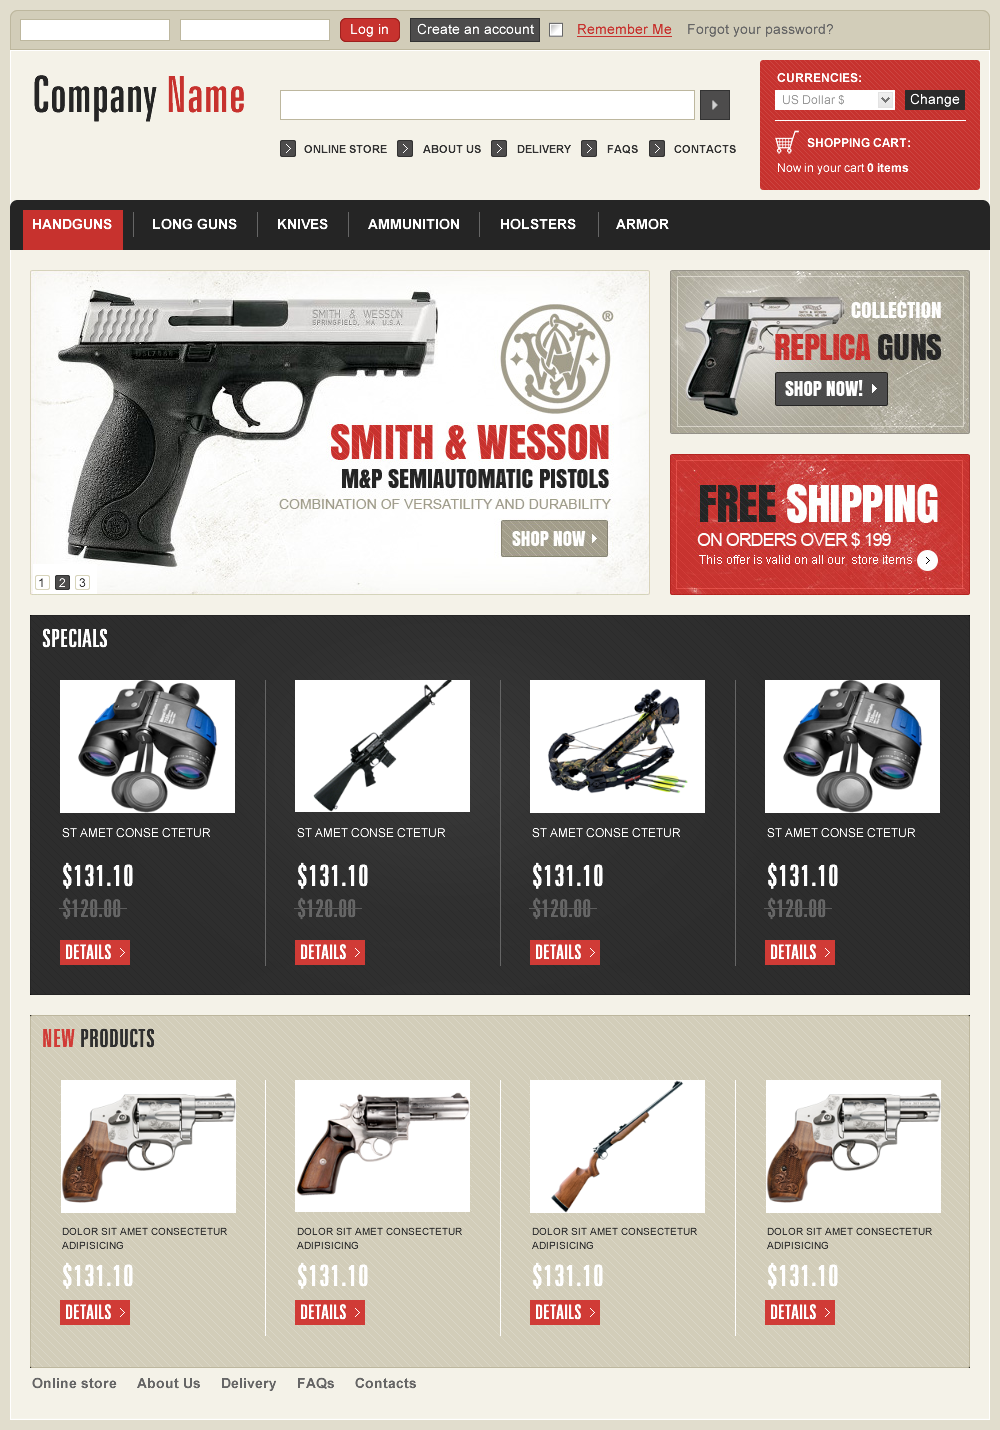 Log in Create an account Remember Me Forgot your password?
Company Name
CURRENCIES:
US Dollar $ Change
SHOPPING CART:
Now in your cart 0 items
ONLINE STORE ABOUT US DELIVERY FAQS CONTACTS
HANDGUNS LONG GUNS KNIVES AMMUNITION HOLSTERS ARMOR
SMITH & WESSON
SPRINGFIELD, MA U.S.A.
®
SMITH & WESSON
M&P SEMIAUTOMATIC PISTOLS
COMBINATION OF VERSATILITY AND DURABILITY
SHOP NOW
1 2 3
COLLECTION
REPLICA GUNS
SHOP NOW!
FREE SHIPPING
ON ORDERS OVER $ 199
This offer is valid on all our store items
SPECIALS
ST AMET CONSE CTETUR ST AMET CONSE CTETUR ST AMET CONSE CTETUR ST AMET CONSE CTETUR
$131.10 $131.10 $131.10 $131.10
$120.00 $120.00 $120.00 $120.00
DETAILS DETAILS DETAILS DETAILS
NEW PRODUCTS
DOLOR SIT AMET CONSECTETUR DOLOR SIT AMET CONSECTETUR DOLOR SIT AMET CONSECTETUR DOLOR SIT AMET CONSECTETUR
ADIPISICING ADIPISICING ADIPISICING ADIPISICING
$131.10 $131.10 $131.10 $131.10
DETAILS DETAILS DETAILS DETAILS
Online store About Us Delivery FAQs Contacts